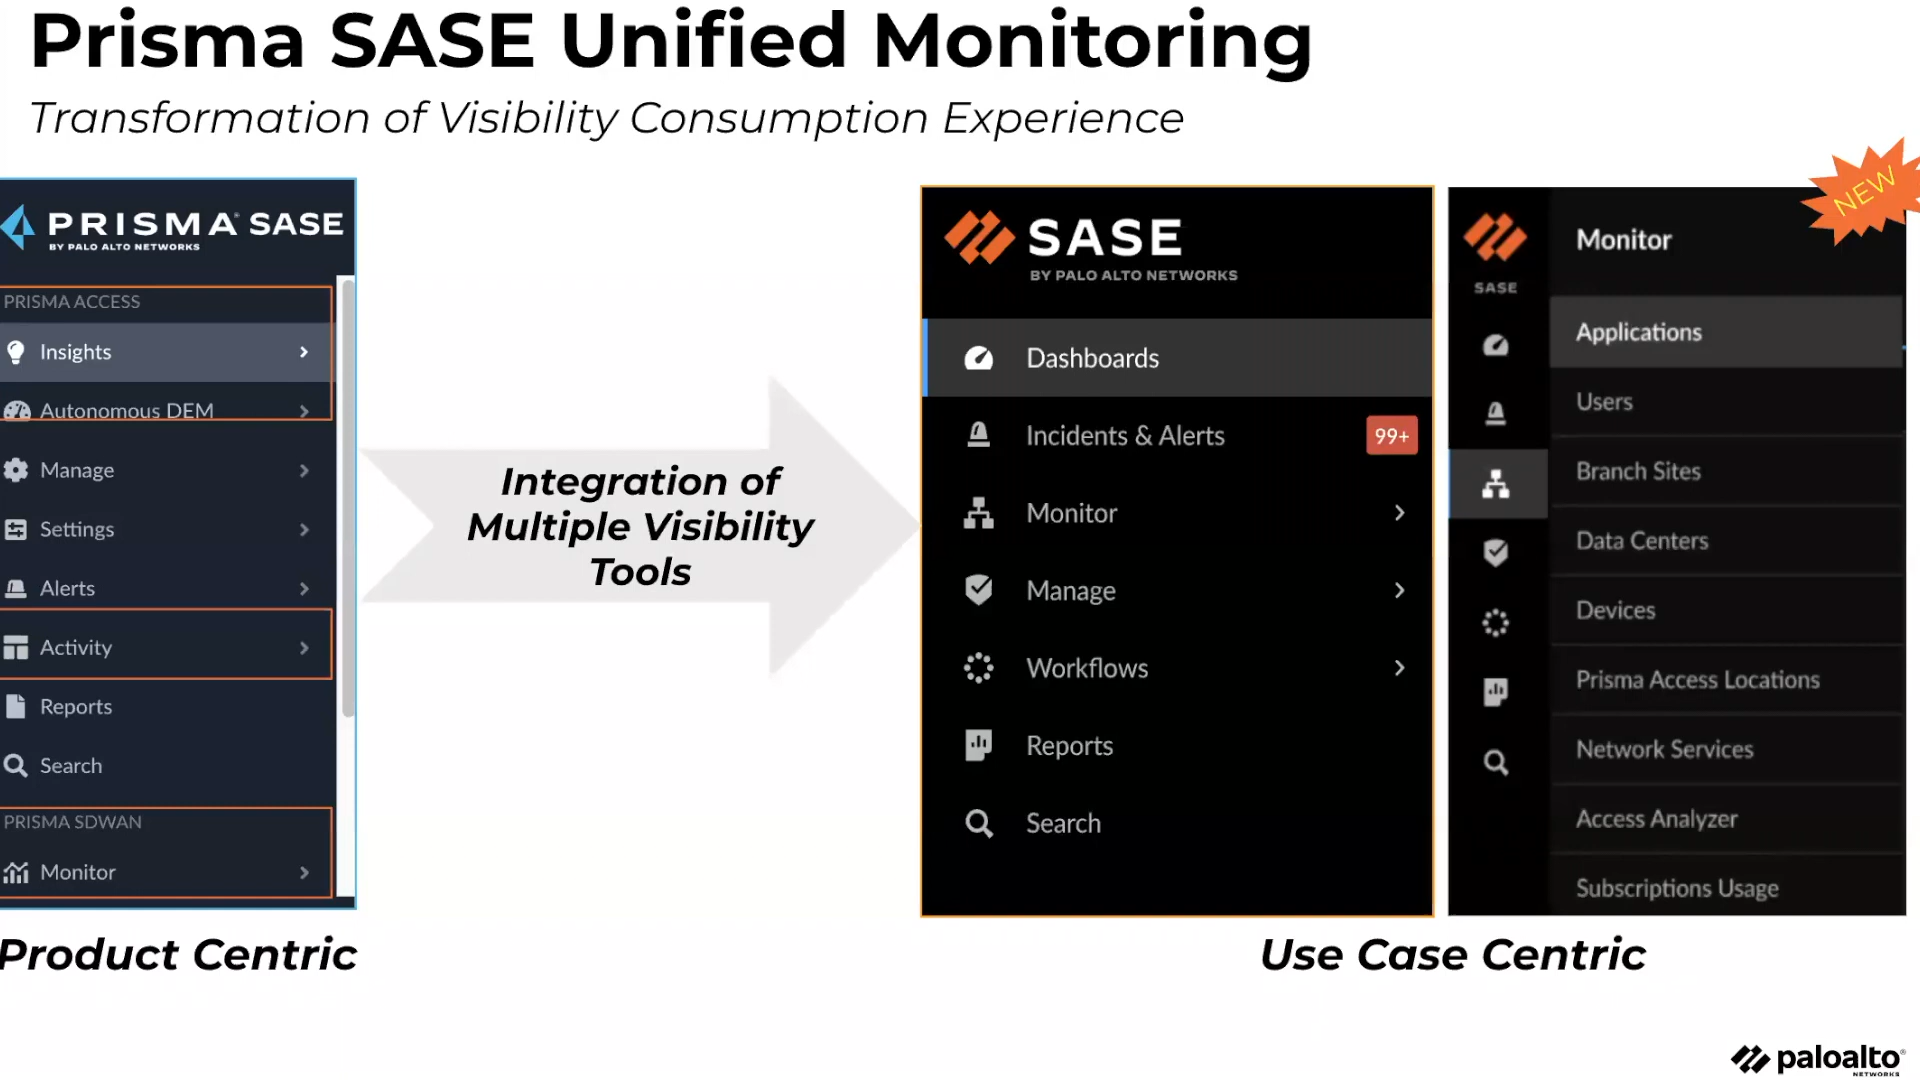 Prisma SASE Unified Monitoring
Transformation of Visibility Consumption Experience
PRISMA SASE
BY PALO ALTO NETWORKS
PRISMA ACCESS
Insights
Autonomous DEM
Manage
Settings
Alerts
Activity
Reports
Search
PRISMA SDWAN
Monitor
Product Centric
Integration of
Multiple Visibility
Tools
SASE
BY PALO ALTO NETWORKS
Dashboards
Incidents & Alerts
99+
Monitor
Manage
Workflows
Reports
Search
NEW
SASE
Monitor
Applications
Users
Branch Sites
Data Centers
Devices
Prisma Access Locations
Network Services
Access Analyzer
Subscriptions Usage
Use Case Centric
paloalto
NETWORKS